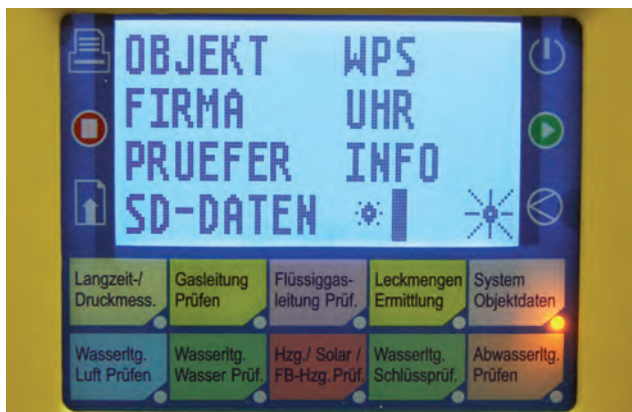 OBJEKT WPS
FIRMA UHR
PRUEFER INFO
SD-DATEN
Langzeit-/
Druckmess.
Gasleitung
Prüfen
Flüssiggas-
leitung Prüf.
Leckmengen
Ermittlung
System
Objektdaten
Wasserltg.
Luft Prüfen
Wasserltg.
Wasser Prüf.
Hzg./ Solar /
FB-Hzg. Prüf.
Wasserltg.
Schlüssprüf.
Abwasserltg.
Prüfen